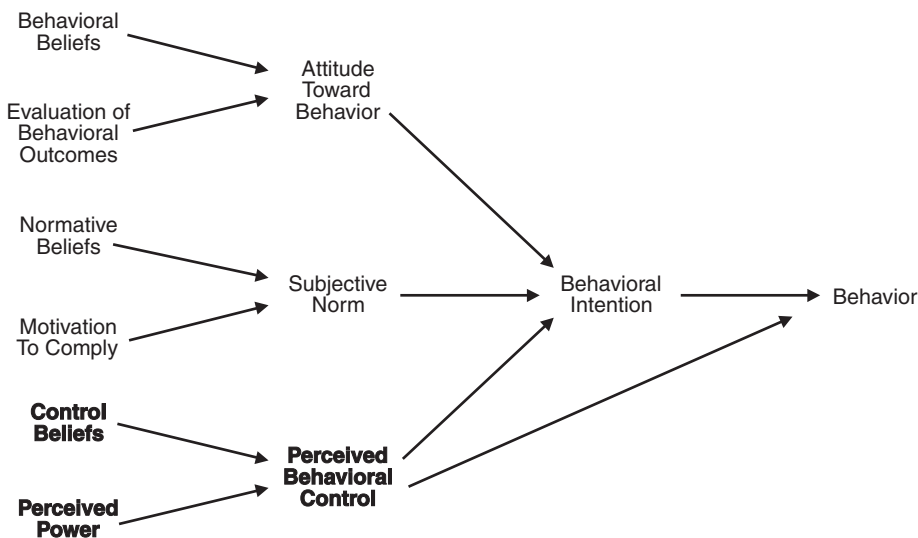 Behavioral
Beliefs
Evaluation of
Behavioral
Outcomes
Attitude
Toward
Behavior
Normative
Beliefs
Motivation
To Comply
Subjective
Norm
Control
Beliefs
Perceived
Power
Perceived
Behavioral
Control
Behavioral
Intention
Behavior